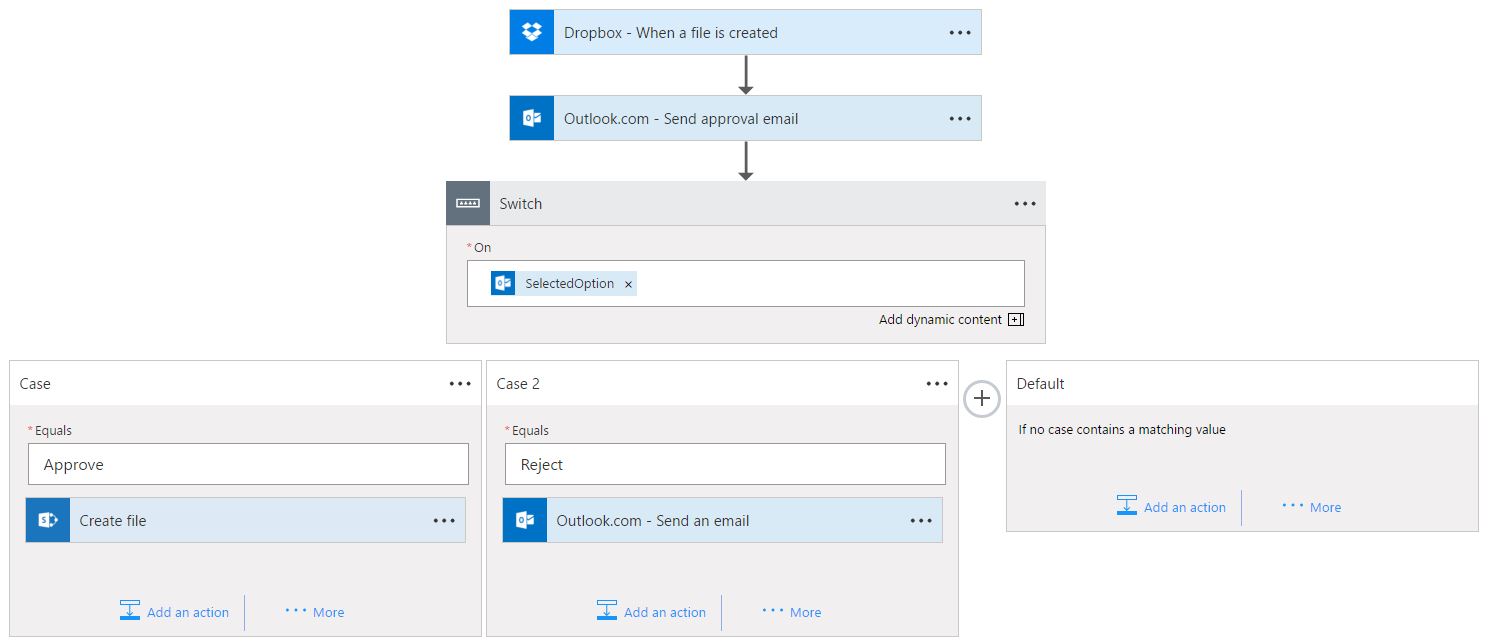 Dropbox - When a file is created
Outlook.com - Send approval email
Switch
* On
SelectedOption ×
Add dynamic content
Case
* Equals
Approve
Create file
Add an action
More
Case 2
* Equals
Reject
Outlook.com - Send an email
Add an action
More
Default
If no case contains a matching value
Add an action
More